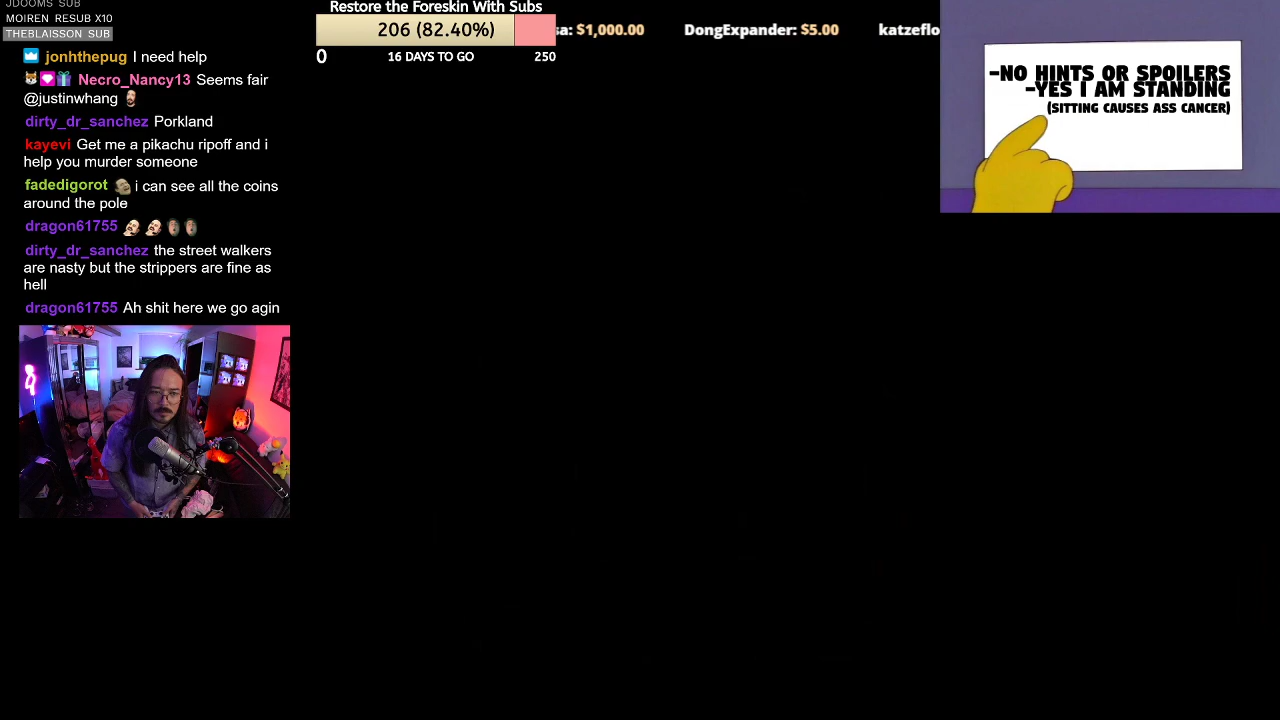 JDOOMS SUB
MOIREN RESUB X10
THEBLAISSON SUB
jonhthepug I need help
Necro_Nancy13 Seems fair
@justinwhang
dirty_dr_sanchez Porkland
kayevi Get me a pikachu ripoff and i
help you murder someone
fadedigorot i can see all the coins
around the pole
dragon61755
dirty_dr_sanchez the street walkers
are nasty but the strippers are fine as
hell
dragon61755 Ah shit here we go agin
Restore the Foreskin With Subs
206 (82.40%)
0 16 DAYS TO GO 250
sa: $1,000.00 DongExpander: $5.00 katzeflo
-NO HINTS OR SPOILERS
-YES I AM STANDING
(SITTING CAUSES ASS CANCER)